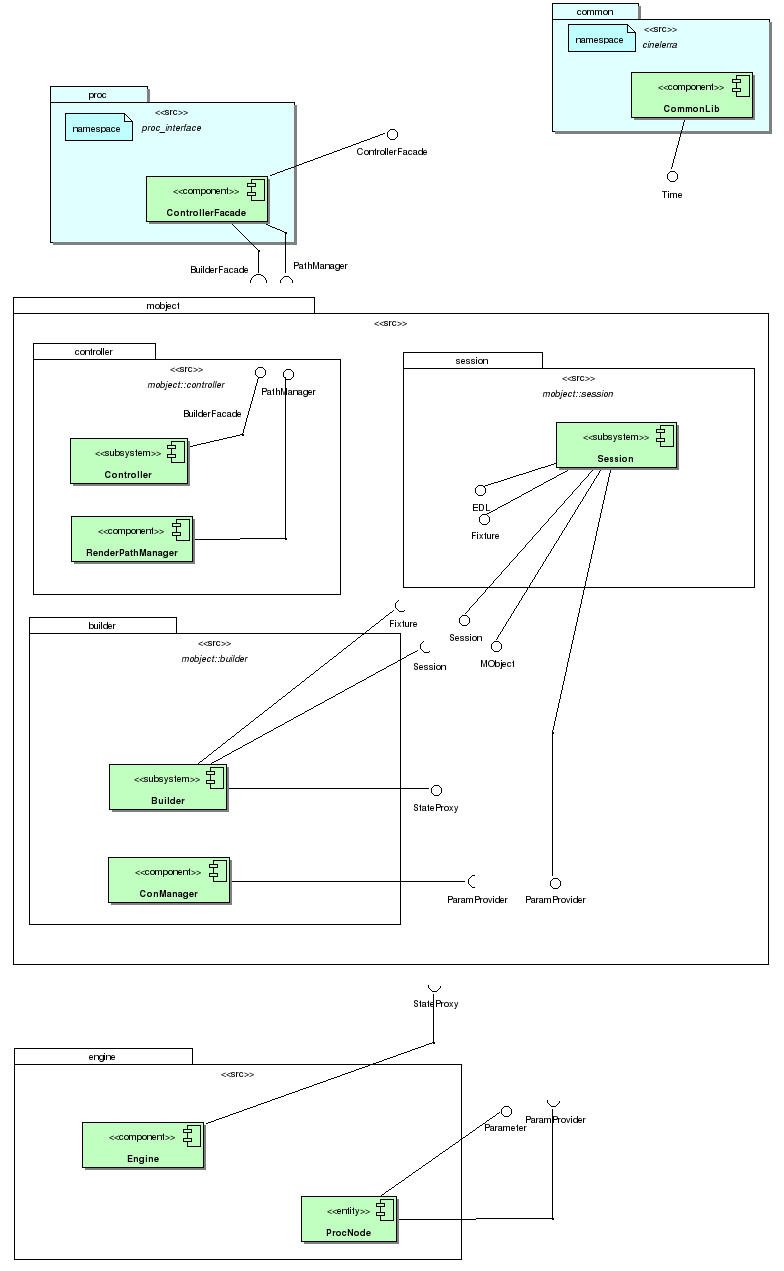 common
namespace
<<src>>
cinelerra
<<component>>
CommonLib
Time
proc
<<src>>
namespace
proc_interface
ControllerFacade
<<component>>
ControllerFacade
BuilderFacade
PathManager
mobject
<<src>>
controller
<<src>>
mobject::controller
PathManager
BuilderFacade
<<subsystem>>
Controller
<<component>>
RenderPathManager
session
<<src>>
mobject::session
<<subsystem>>
Session
EDL
Fixture
Fixture
Session
Session
MObject
builder
<<src>>
mobject::builder
<<subsystem>>
Builder
StateProxy
<<component>>
ConManager
ParamProvider
ParamProvider
StateProxy
engine
<<src>>
<<component>>
Engine
Parameter
ParamProvider
<<entity>>
ProcNode